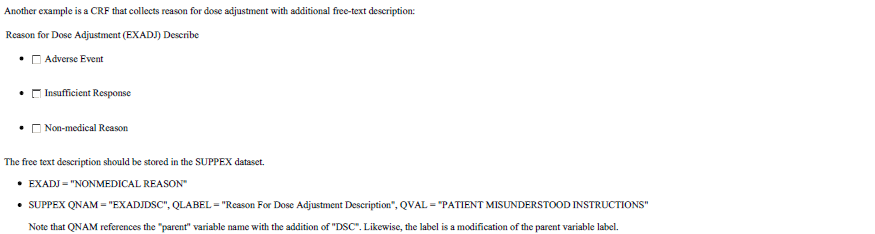 Another example is a CRF that collects reason for dose adjustment with additional free-text description:
Reason for Dose Adjustment (EXADJ) Describe
• ☐ Adverse Event
• ☐ Insufficient Response
• ☐ Non-medical Reason
The free text description should be stored in the SUPPEX dataset.
• EXADJ = "NONMEDICAL REASON"
• SUPPEX QNAM = "EXADJDSC", QLABEL = "Reason For Dose Adjustment Description", QVAL = "PATIENT MISUNDERSTOOD INSTRUCTIONS"
Note that QNAM references the "parent" variable name with the addition of "DSC". Likewise, the label is a modification of the parent variable label.